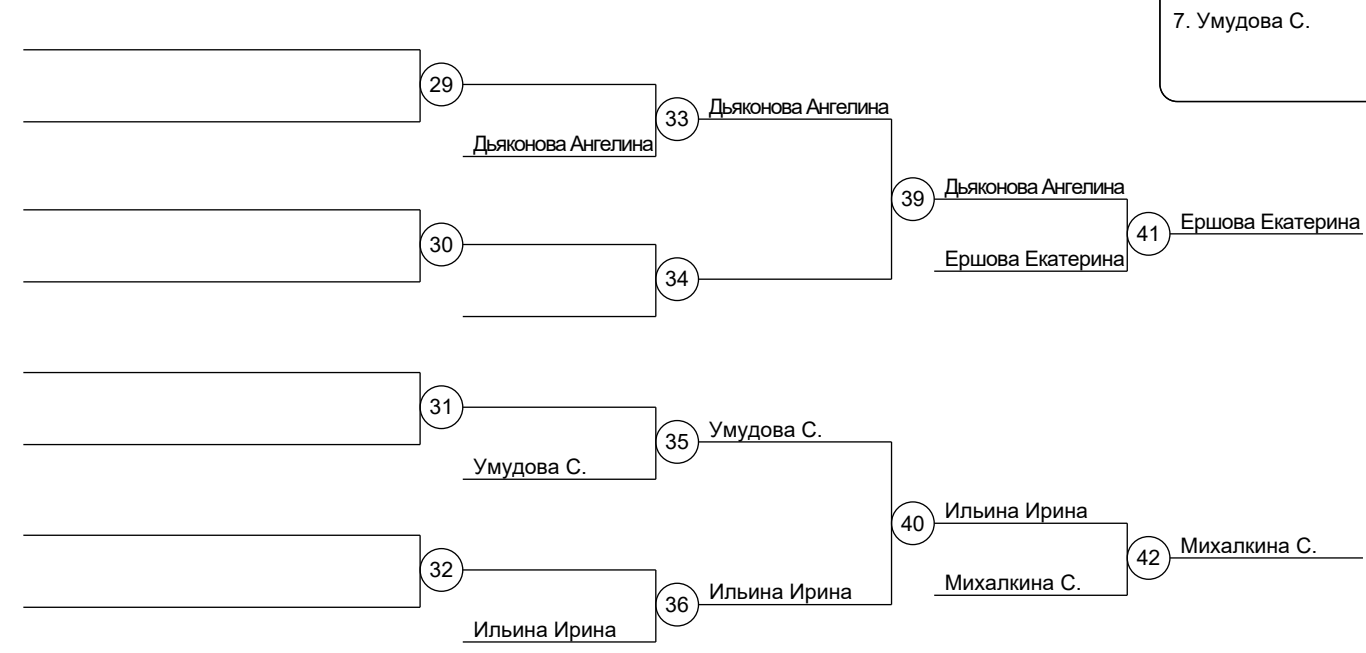 7. Умудова С.
29
33
Дьяконова Ангелина
Дьяконова Ангелина
39
Дьяконова Ангелина
30
41
Ершова Екатерина
Ершова Екатерина
34
31
35
Умудова С.
Умудова С.
40
Ильина Ирина
32
42
Михалкина С.
Михалкина С.
36
Ильина Ирина
Ильина Ирина